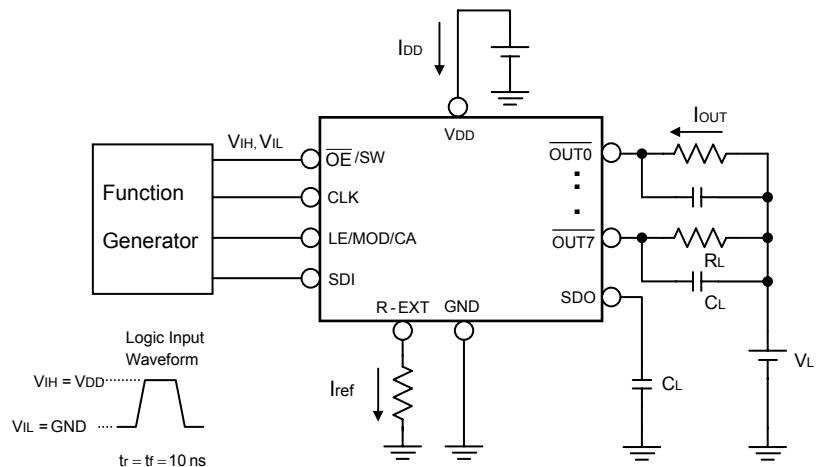 IDD
VDD
VIH, VIL
IOUT
Function
Generator
OE/SW
CLK
LE/MOD/CA
SDI
OUT0
OUT7
RL
CL
SDO
R-EXT
GND
Logic Input
Waveform
VIH = VDD
VIL = GND
tr = tf = 10 ns
Iref
CL
VL